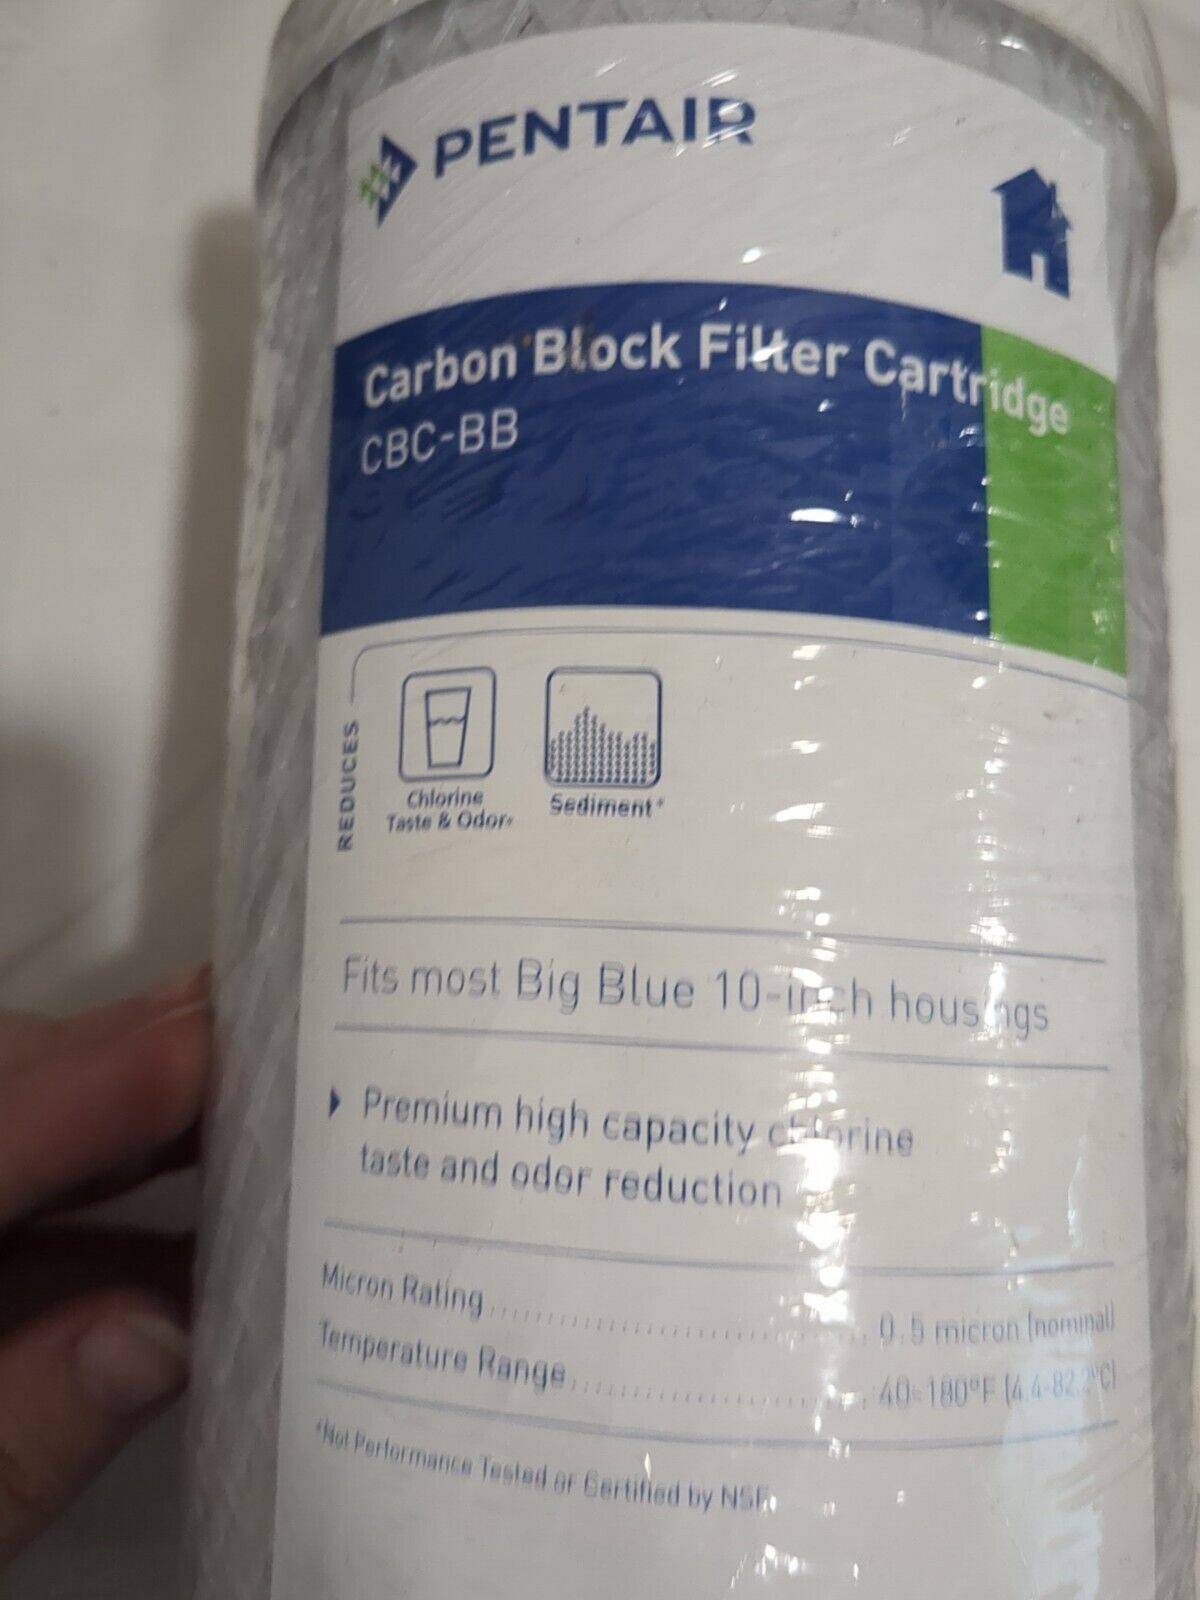 PENTAIR
Carbon Block Filter Cartridge
CBC-BB
REDUCES
Chlorine
Taste & Odor*
Sediment*
Fits most Big Blue 10-inch housings
Premium high capacity chlorine
taste and odor reduction
Micron Rating........................................0.5 micron (nominal)
Temperature Range..............................40-180°F (4.4-82.2°C)
*Not Performance Tested or Certified by NSF.